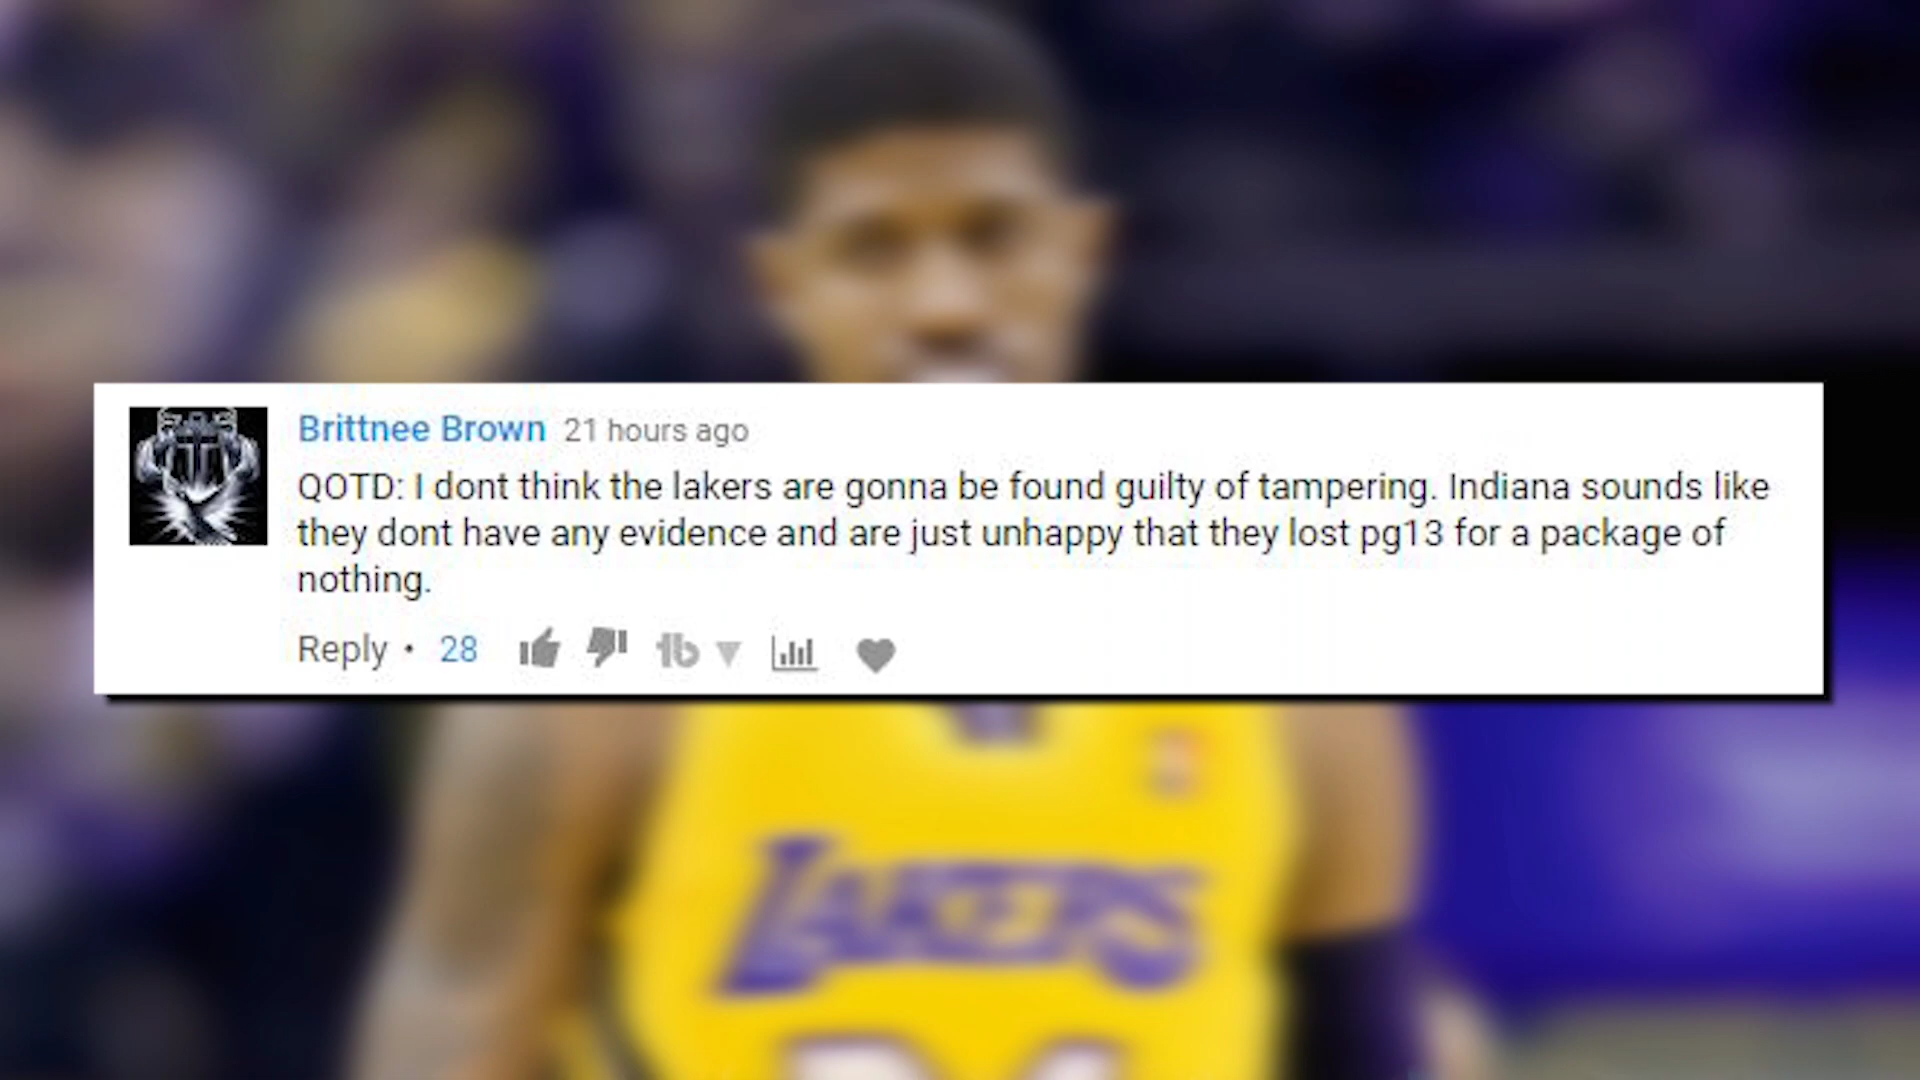 Brittnee Brown 21 hours ago
QOTD: I dont think the lakers are gonna be found guilty of tampering. Indiana sounds like
they dont have any evidence and are just unhappy that they lost pg13 for a package of
nothing.
Reply • 28
LAKERS